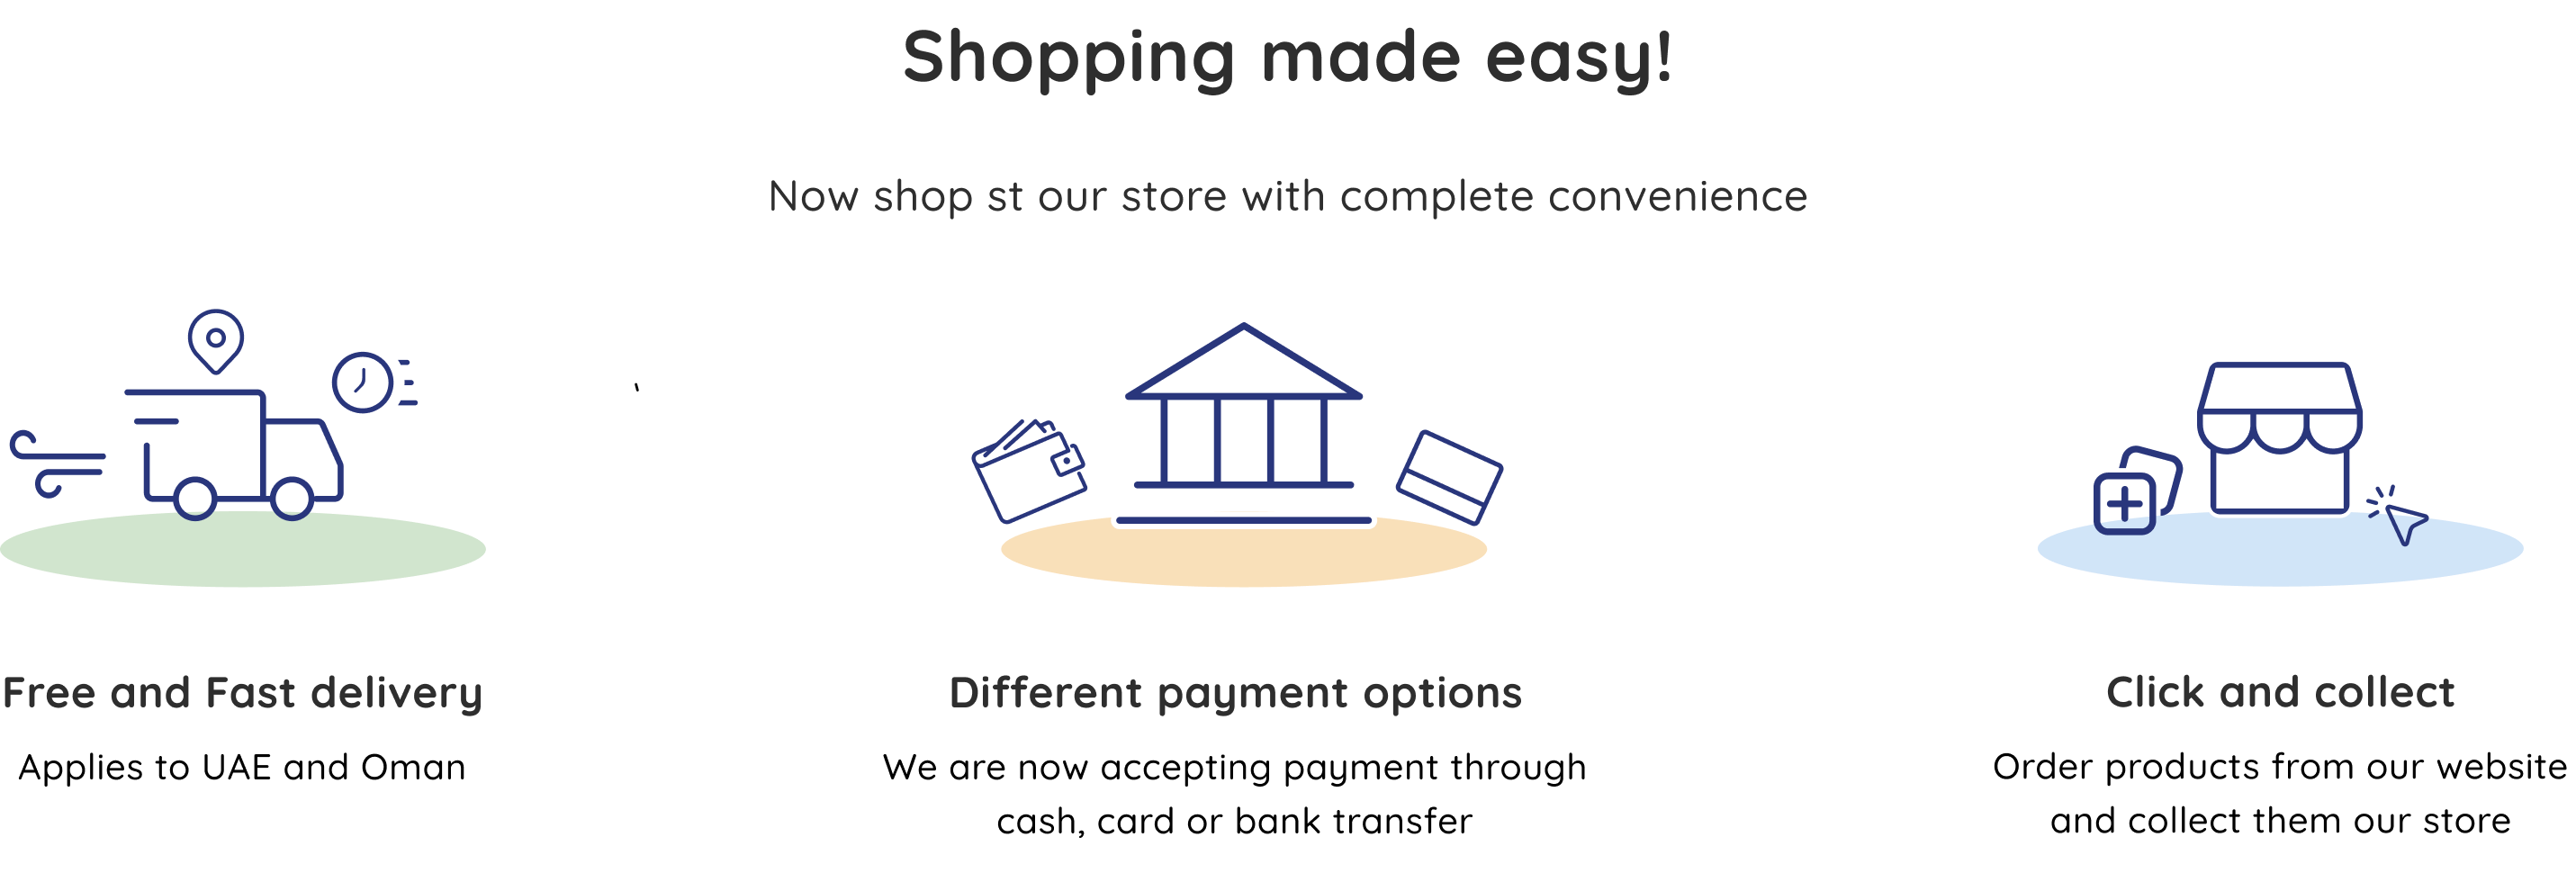 Shopping made easy!
Now shop st our store with complete convenience
Free and Fast delivery
Applies to UAE and Oman
Different payment options
We are now accepting payment through
cash, card or bank transfer
Click and collect
Order products from our website
and collect them our store